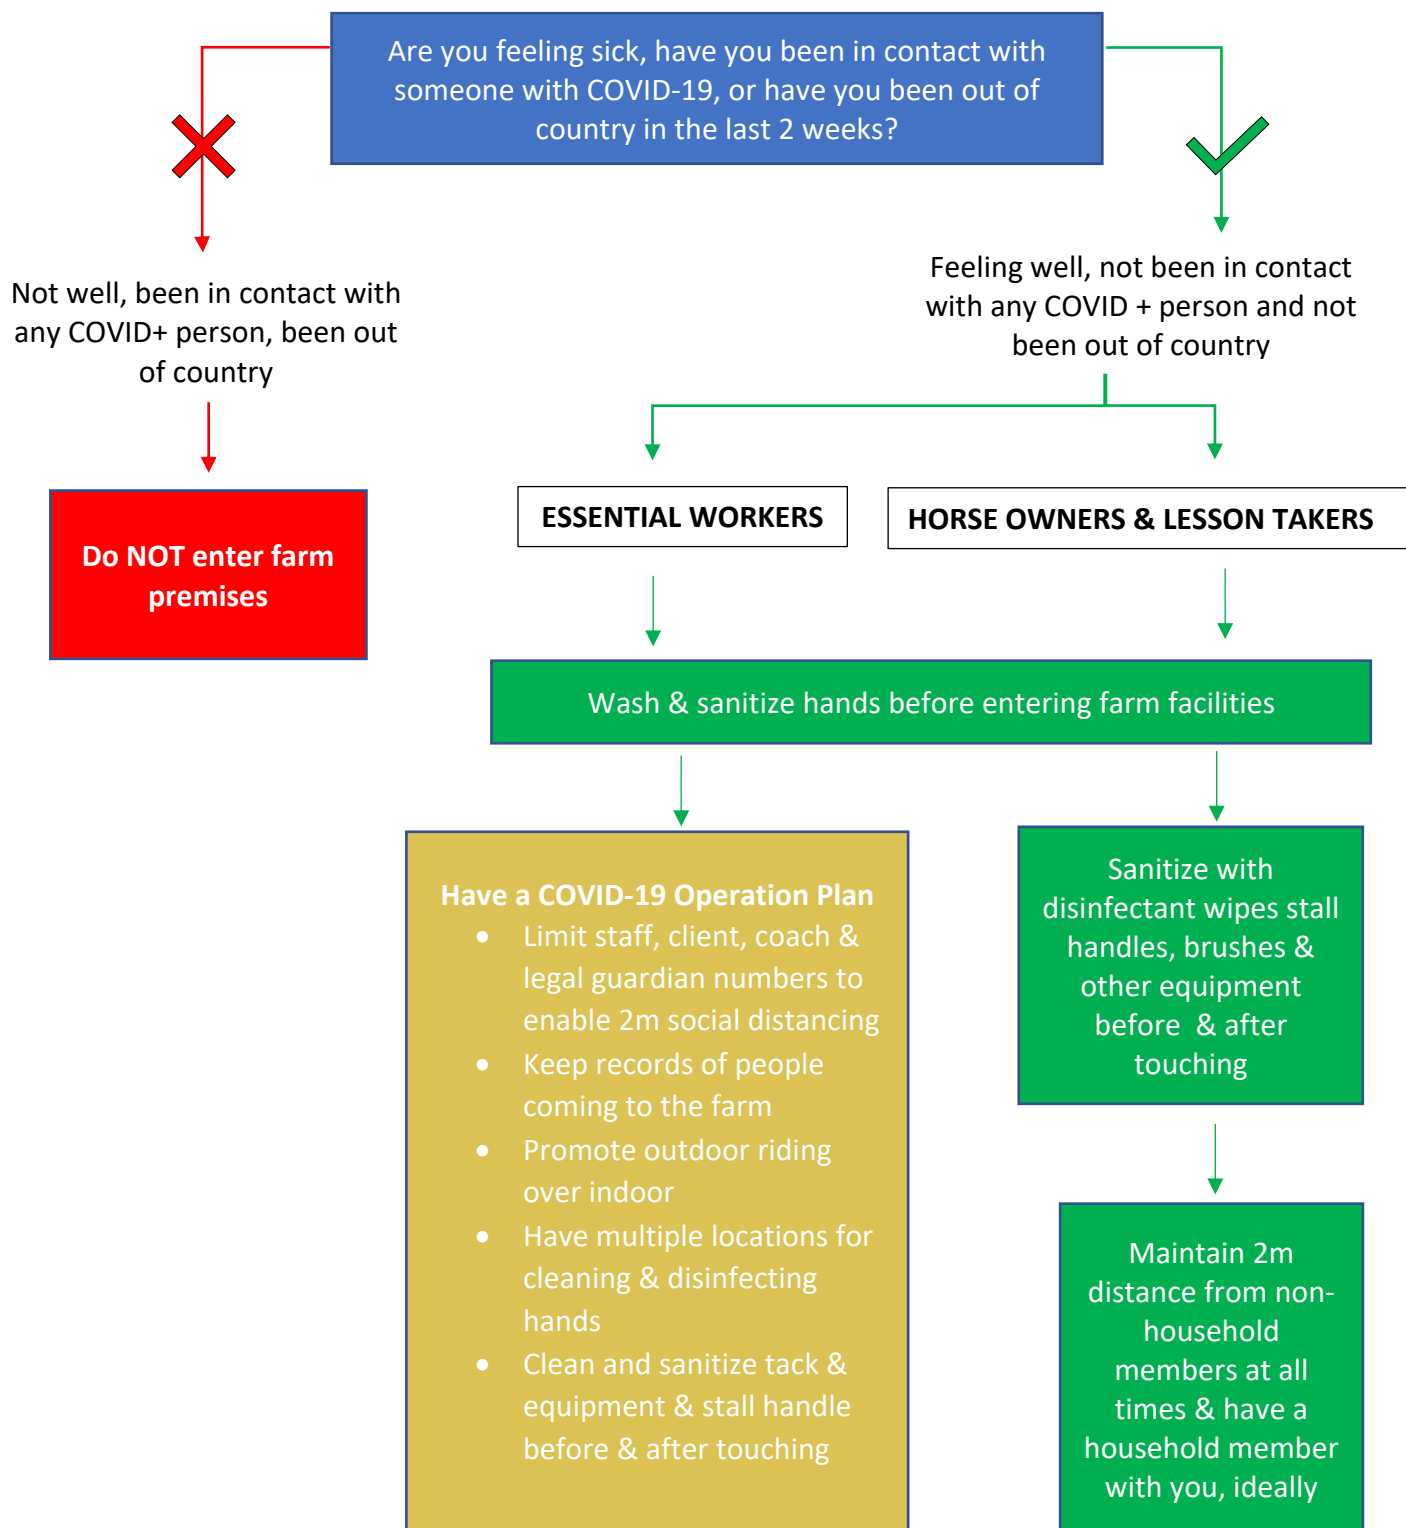 Are you feeling sick, have you been in contact with
someone with COVID-19, or have you been out of
country in the last 2 weeks?
Not well, been in contact with
any COVID+ person, been out
of country
Feeling well, not been in contact
with any COVID + person and not
been out of country
Do NOT enter farm
premises
ESSENTIAL WORKERS
HORSE OWNERS & LESSON TAKERS
Wash & sanitize hands before entering farm facilities
Have a COVID-19 Operation Plan
• Limit staff, client, coach &
legal guardian numbers to
enable 2m social distancing
• Keep records of people
coming to the farm
• Promote outdoor riding
over indoor
• Have multiple locations for
cleaning & disinfecting
hands
• Clean and sanitize tack &
equipment & stall handle
before & after touching
Sanitize with
disinfectant wipes stall
handles, brushes &
other equipment
before  & after
touching
Maintain 2m
distance from non-
household
members at all
times & have a
household member
with you, ideally